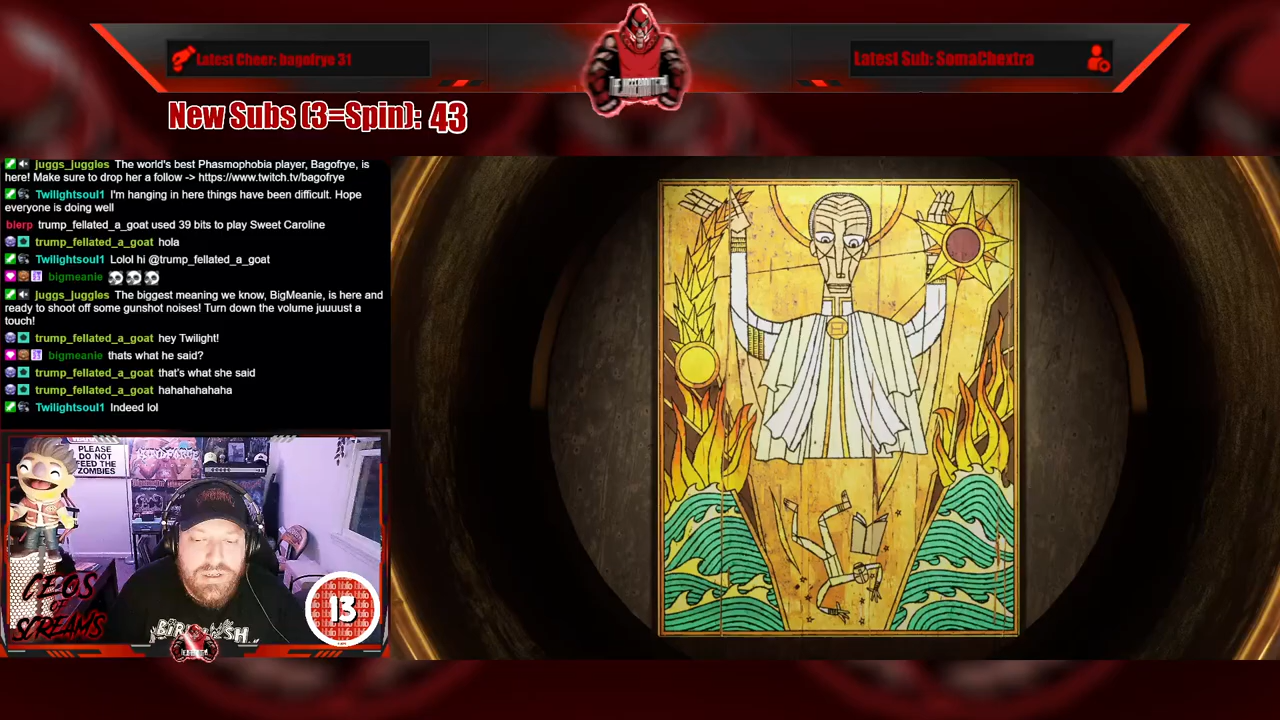 Latest Cheer: bagofrye 31
Latest Sub: SomaChextra
New Subs (3=Spin): 43
juggs_juggles The world's best Phasmophobia player, Bagofrye, is
here! Make sure to drop her a follow -> https://www.twitch.tv/bagofrye
Twilightsoul1 I'm hanging in here things have been difficult. Hope
everyone is doing well
blerp trump_fellated_a_goat used 39 bits to play Sweet Caroline
trump_fellated_a_goat hola
Twilightsoul1 Lolol hi @trump_fellated_a_goat
bigmeanie
juggs_juggles The biggest meaning we know, BigMeanie, is here and
ready to shoot off some gunshot noises! Turn down the volume juuuust a
touch!
trump_fellated_a_goat hey Twilight!
bigmeanie thats what he said?
trump_fellated_a_goat that's what she said
trump_fellated_a_goat hahahahahaha
Twilightsoul1 Indeed lol
PLEASE
DO NOT
FEED THE
ZOMBIES
CEOS
OF
SCREAMS
13